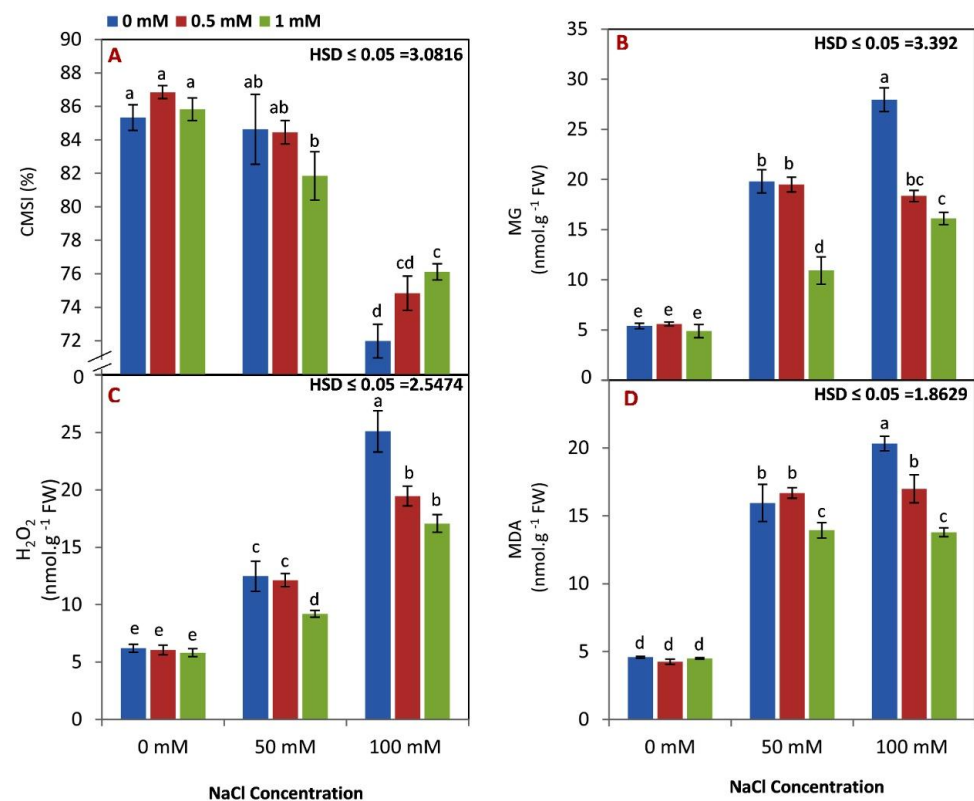 0 mM 0.5 mM 1 mM
A
HSD ≤ 0.05 =3.0816
CMSI (%)
90
88
86
84
82
80
78
76
74
72
0
a a a
ab ab b
d cd c
B
HSD ≤ 0.05 =3.392
MG
(nmol.g⁻¹ FW)
35
30
25
20
15
10
5
0
e e e
b b d
a bc c
C
HSD ≤ 0.05 =2.5474
H₂O₂
(nmol.g⁻¹ FW)
25
20
15
10
5
0
e e e
c c d
a b b
0 mM 50 mM 100 mM
NaCl Concentration
D
HSD ≤ 0.05 =1.8629
MDA
(nmol.g⁻¹ FW)
20
15
10
5
0
d d d
b b c
a b c
0 mM 50 mM 100 mM
NaCl Concentration